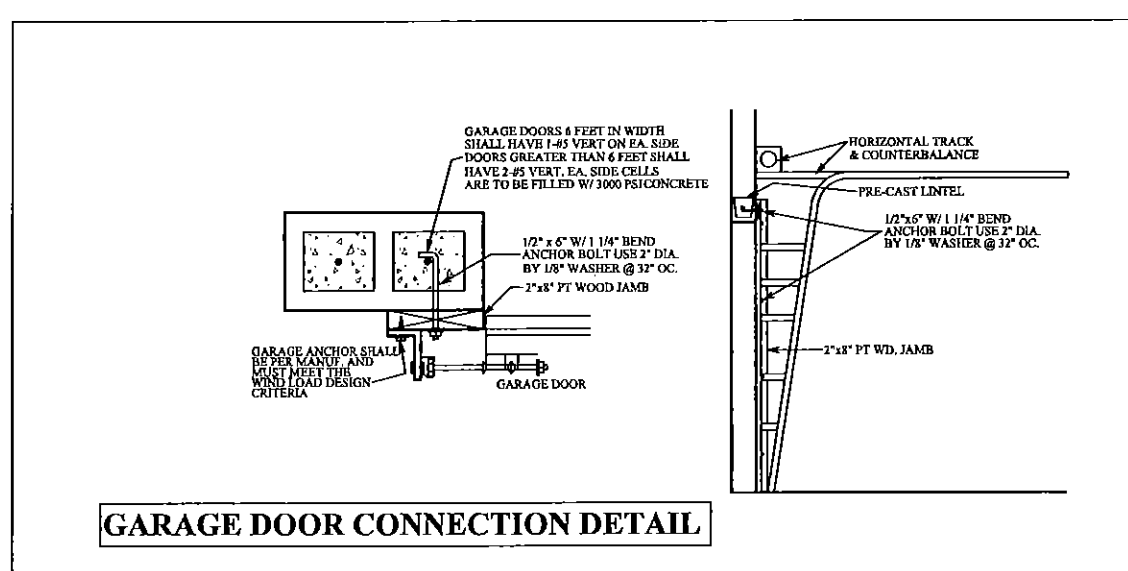 GARAGE DOORS 6 FEET IN WIDTH
SHALL HAVE 1-#5 VERT ON EA. SIDE
DOORS GREATER THAN 6 FEET SHALL
HAVE 2-#5 VERT, EA, SIDE CELLS
ARE TO BE FILLED W/ 3000 PSI CONCRETE
1/2" x 6" W/ 1 1/4" BEND
ANCHOR BOLT USE 2" DIA.
BY 1/8" WASHER @ 32" OC.
2"x8" PT WOOD JAMB
GARAGE ANCHOR SHALL
BE PER MANUF, AND
MUST MEET THE
WIND LOAD DESIGN
CRITERIA
GARAGE DOOR
HORIZONTAL TRACK
& COUNTERBALANCE
PRE-CAST LINTEL
1/2"x6" W/ 1 1/4" BEND
ANCHOR BOLT USE 2" DIA.
BY 1/8" WASHER @ 32" OC.
2"x8" PT WD, JAMB
GARAGE DOOR CONNECTION DETAIL